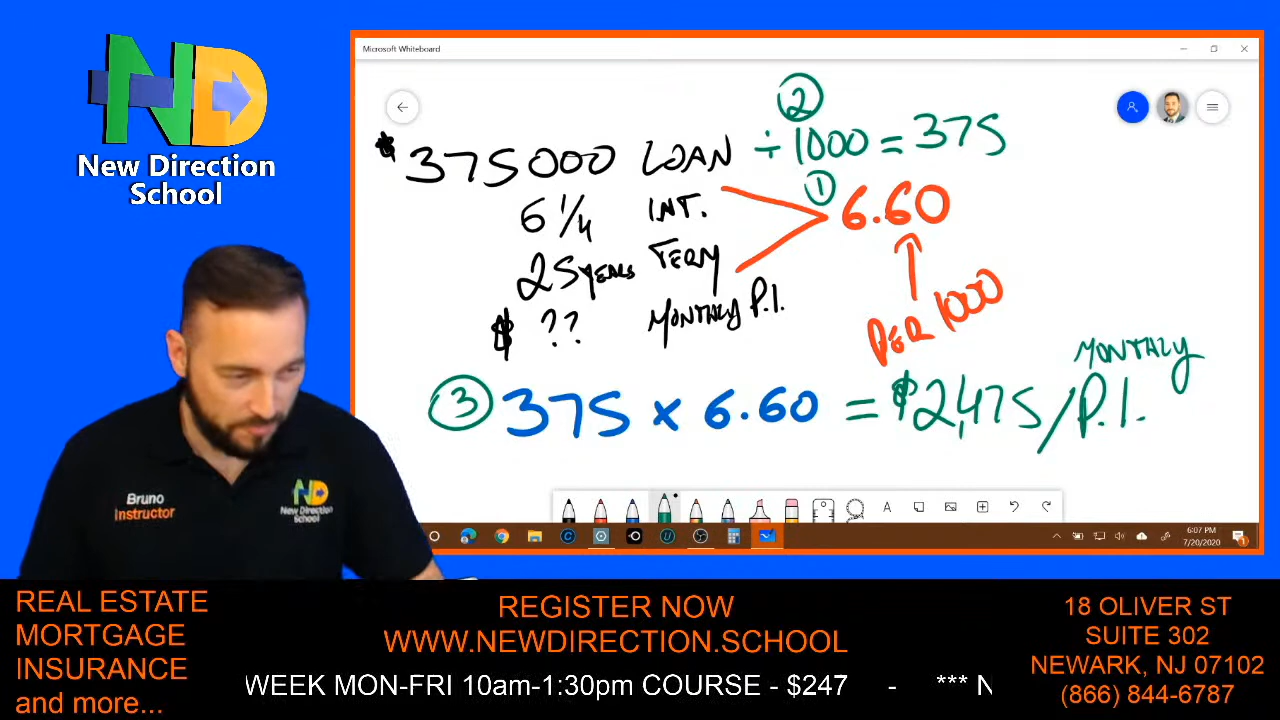 Microsoft Whiteboard
ND
New Direction
School
$375000 LOAN ÷ 1000 = 375
②
6 1/4 INT.
① 6.60
25 YEARS TERM
$ ?? MONTHLY P.I.
PER 1000
③ 375 x 6.60 = $2,475/P.I.
MONTHLY
Bruno
Instructor
ND
New Direction
School
A
6:07 PM
7/20/2020
REAL ESTATE
MORTGAGE
INSURANCE
and more...
REGISTER NOW
WWW.NEWDIRECTION.SCHOOL
WEEK MON-FRI 10am-1:30pm COURSE - $247 - *** N
18 OLIVER ST
SUITE 302
NEWARK, NJ 07102
(866) 844-6787